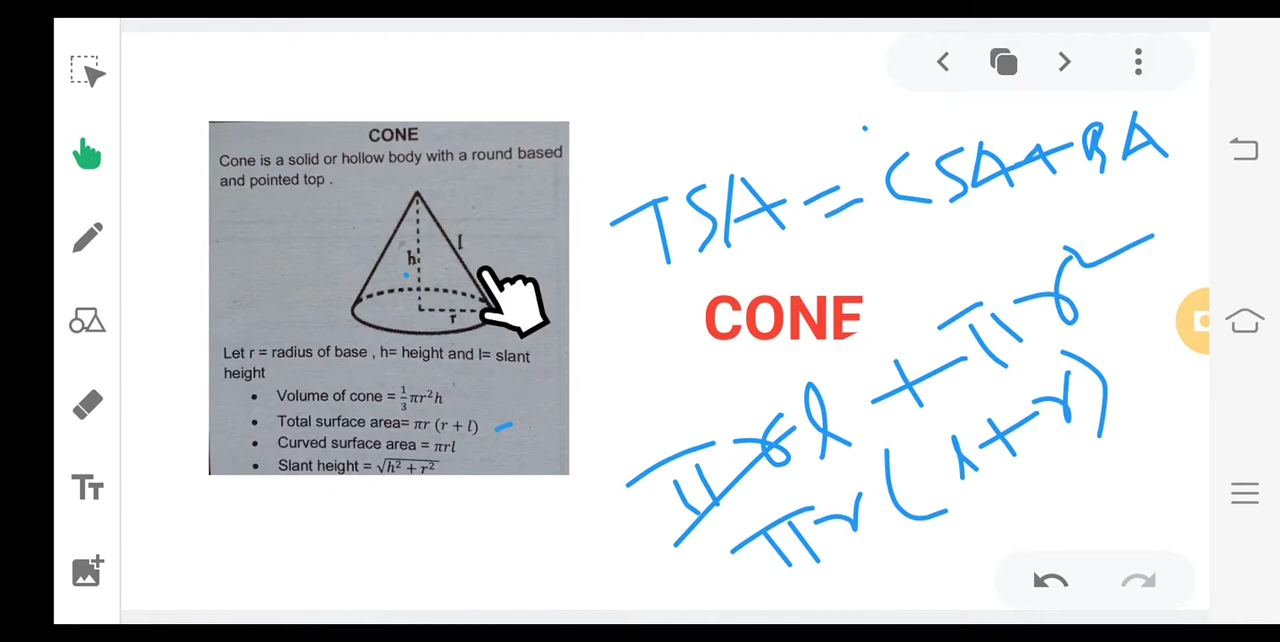 CONE
Cone is a solid or hollow body with a round based
and pointed top .
l
h
r
Let r = radius of base , h= height and l= slant
height
• Volume of cone = 1/3 πr²h
• Total surface area= πr (r + l)
• Curved surface area = πrl
• Slant height = √h² + r²
TSA = CSA + BA
CONE
πrl + πr²
πr (l + r)
Tт